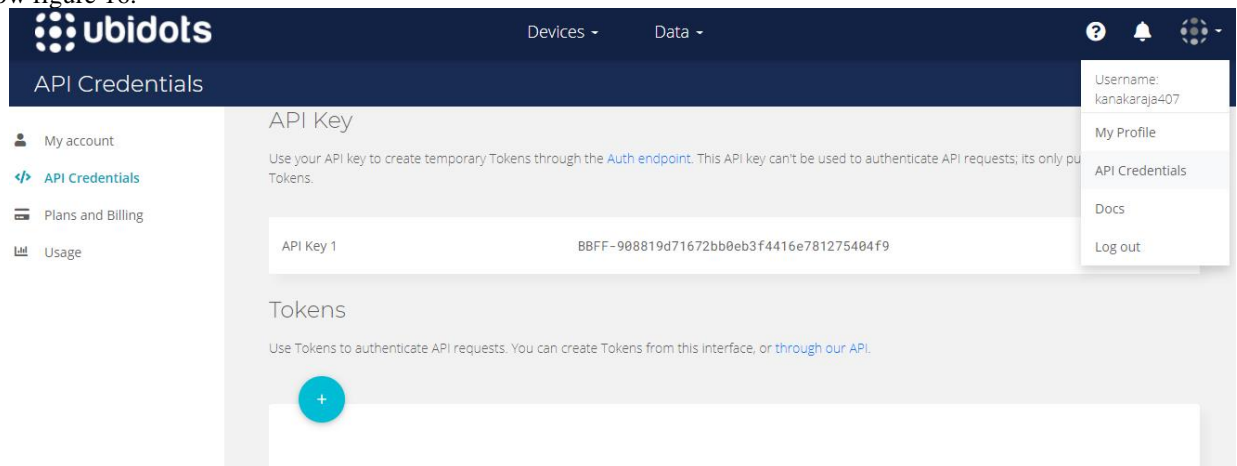 ubidots
Devices
Data
API Credentials
Username:
kanakaraja407
My Profile
API Credentials
Docs
Log out
My account
API Credentials
Plans and Billing
Usage
API Key
Use your API key to create temporary Tokens through the Auth endpoint. This API key can't be used to authenticate API requests; its only pu
Tokens.
API Key 1 BBFF-908819d71672bb0eb3f4416e781275404f9
Tokens
Use Tokens to authenticate API requests. You can create Tokens from this interface, or through our API.
+